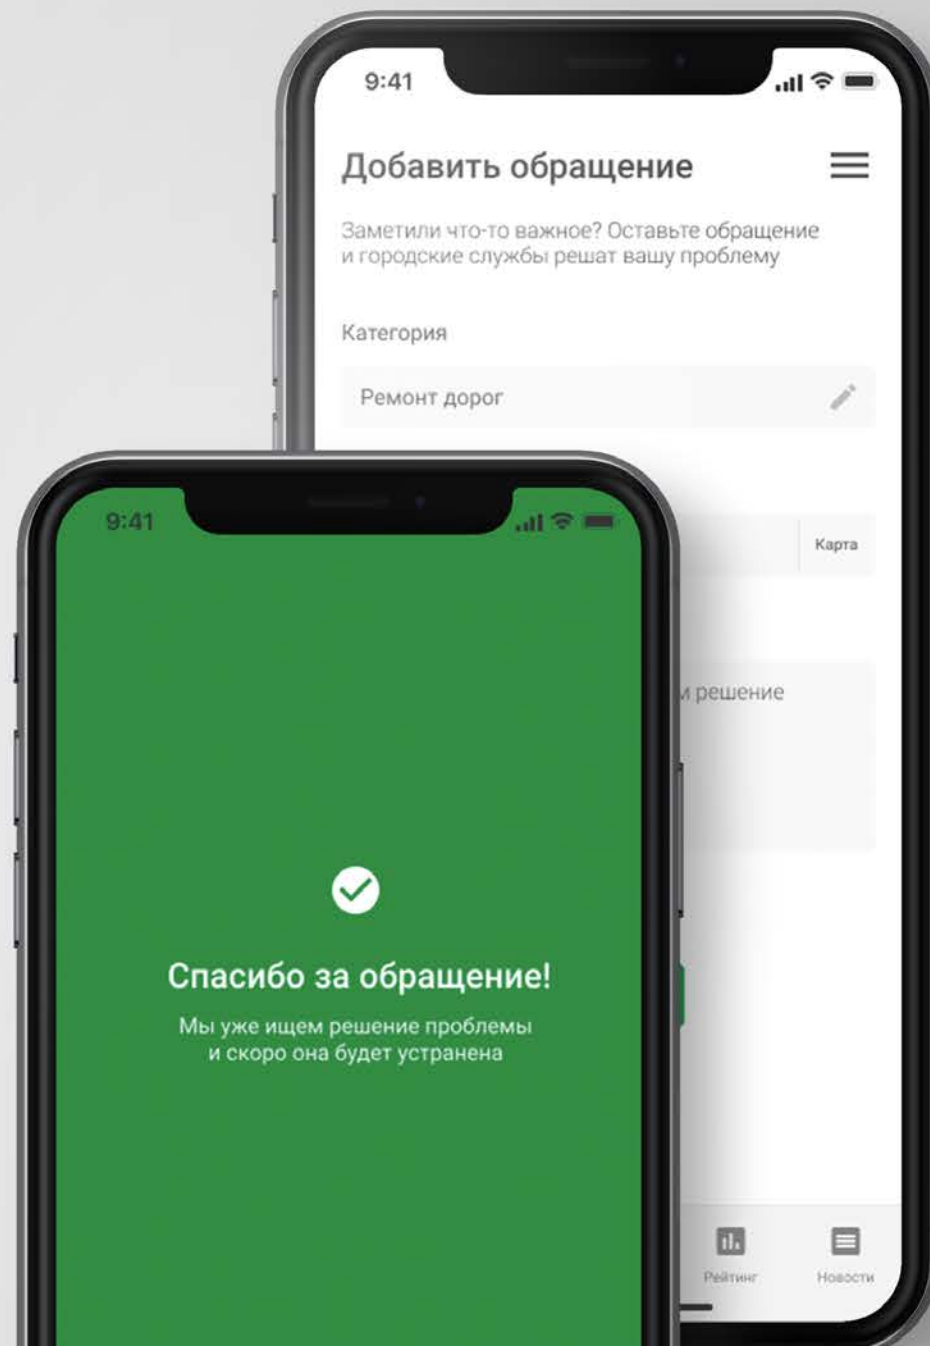 9:41
Добавить обращение
Заметили что-то важное? Оставьте обращение
и городские службы решат вашу проблему
Категория
Ремонт дорог
Карта
решение
Рейтинг
Новости
9:41
Спасибо за обращение!
Мы уже ищем решение проблемы
и скоро она будет устранена